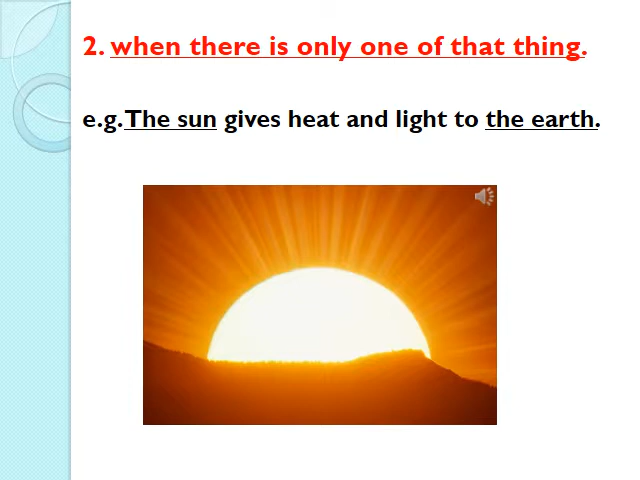 2. when there is only one of that thing.
e.g.The sun gives heat and light to the earth.